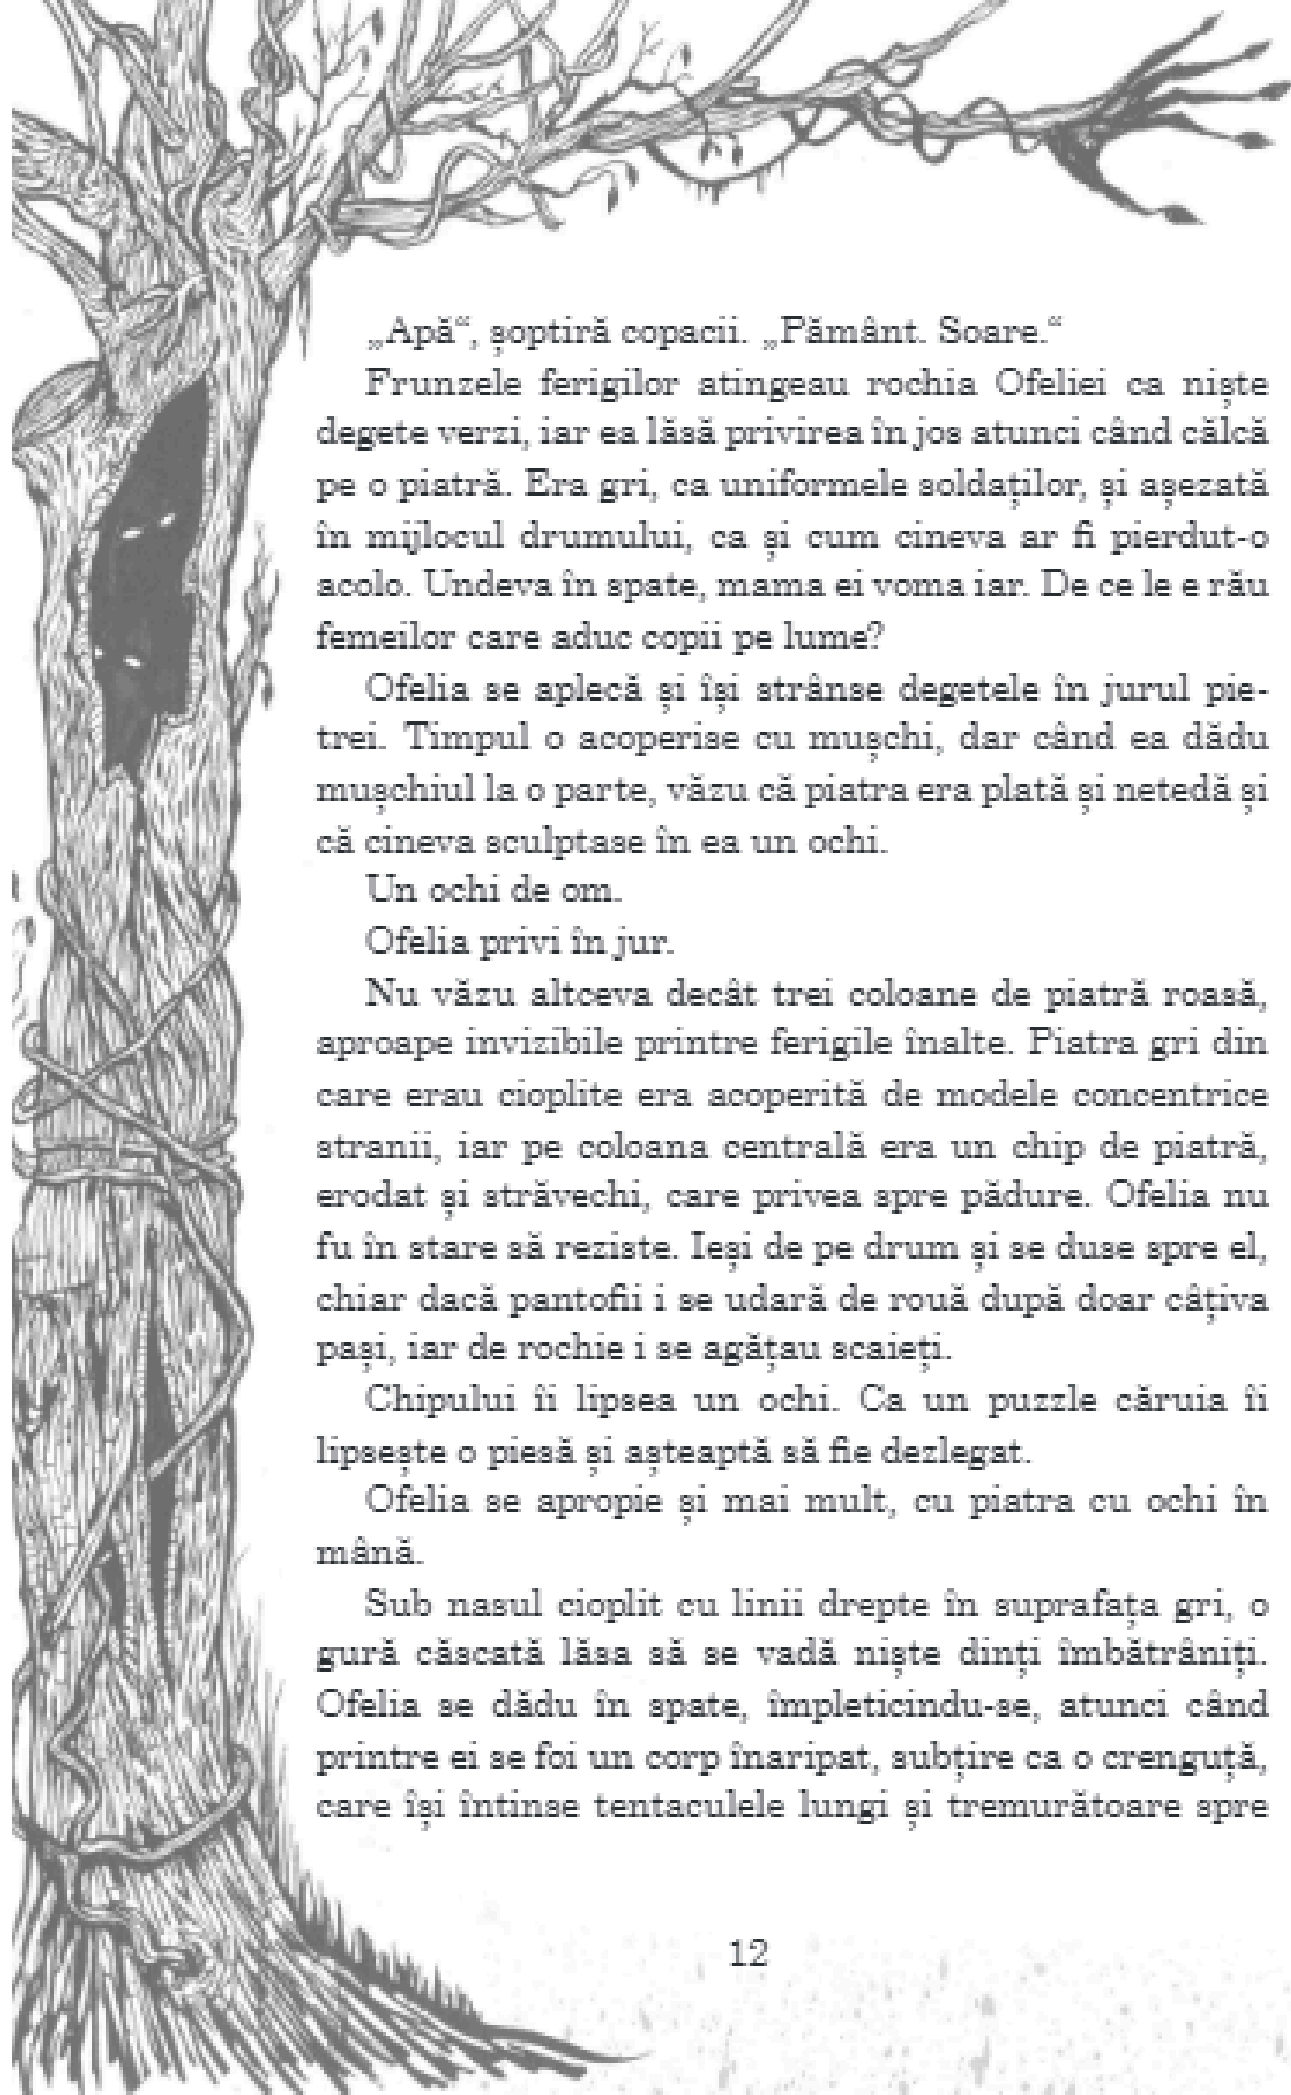 „Apă“, șoptiră copacii. „Pământ. Soare.“
Frunzele ferigilor atingeau rochia Ofeliei ca niște
degete verzi, iar ea lăsă privirea în jos atunci când călcă
pe o piatră. Era gri, ca uniformele soldaților, și așezată
în mijlocul drumului, ca și cum cineva ar fi pierdut-o
acolo. Undeva în spate, mama ei voma iar. De ce le e rău
femeilor care aduc copii pe lume?
Ofelia se aplecă și își strânse degetele în jurul pie-
trei. Timpul o acoperise cu mușchi, dar când ea dădu
mușchiul la o parte, văzu că piatra era plată și netedă și
că cineva sculptase în ea un ochi.
Un ochi de om.
Ofelia privi în jur.
Nu văzu altceva decât trei coloane de piatră roasă,
aproape invizibile printre ferigile înalte. Piatra gri din
care erau cioplite era acoperită de modele concentrice
stranii, iar pe coloana centrală era un chip de piatră,
erodat și străvechi, care privea spre pădure. Ofelia nu
fu în stare să reziste. Ieși de pe drum și se duse spre el,
chiar dacă pantofii i se udară de rouă după doar câțiva
pași, iar de rochie i se agățau scaieți.
Chipului îi lipsea un ochi. Ca un puzzle căruia îi
lipsește o piesă și așteaptă să fie dezlegat.
Ofelia se apropie și mai mult, cu piatra cu ochi în
mână.
Sub nasul cioplit cu linii drepte în suprafața gri, o
gură căscată lăsa să se vadă niște dinți îmbătrâniți.
Ofelia se dădu în spate, împleticindu-se, atunci când
printre ei se foi un corp înaripat, subțire ca o crenguță,
care își întinse tentaculele lungi și tremurătoare spre
12